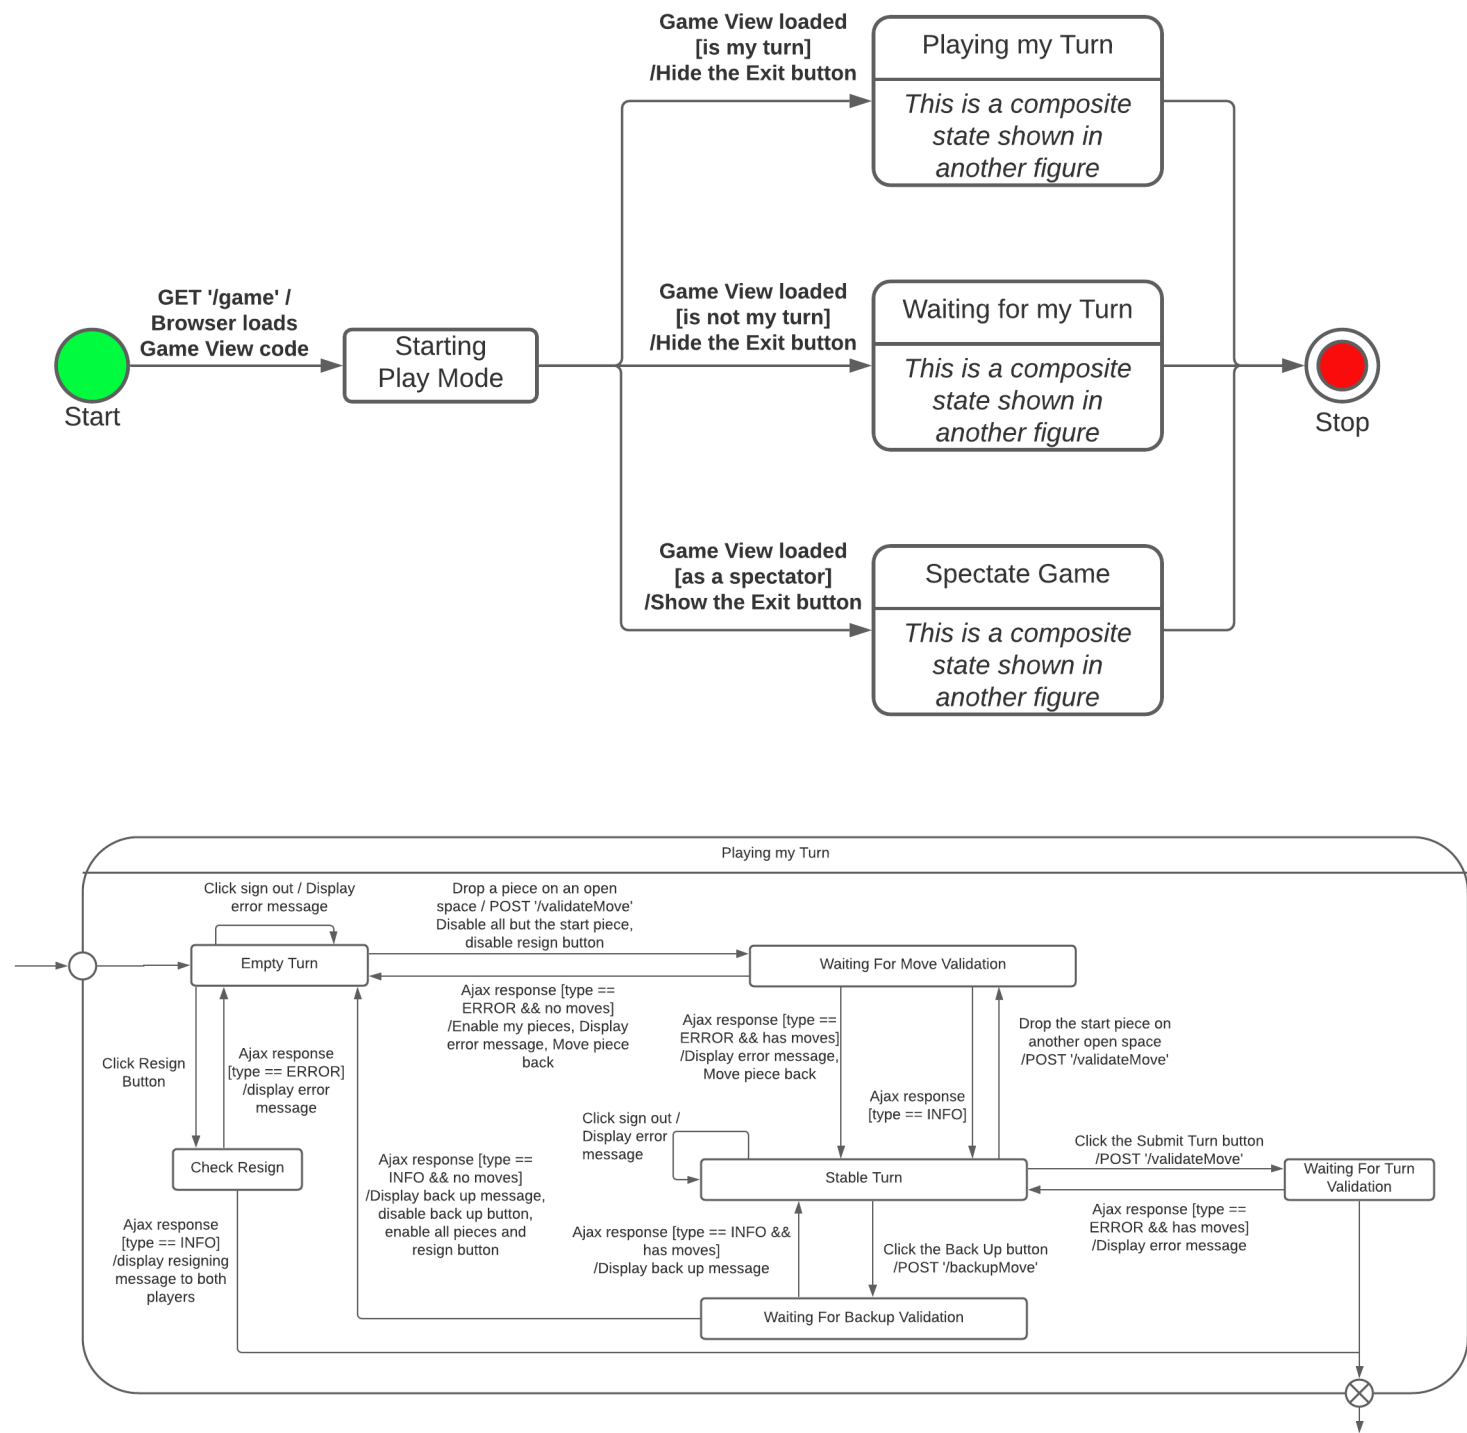 Game View loaded
[is my turn]
/Hide the Exit button
Playing my Turn
This is a composite
state shown in
another figure
GET '/game' /
Browser loads
Game View code
Start
Starting
Play Mode
Game View loaded
[is not my turn]
/Hide the Exit button
Waiting for my Turn
This is a composite
state shown in
another figure
Stop
Game View loaded
[as a spectator]
/Show the Exit button
Spectate Game
This is a composite
state shown in
another figure
Playing my Turn
Click sign out / Display
error message
Drop a piece on an open
space / POST '/validateMove'
Disable all but the start piece,
disable resign button
Empty Turn
Waiting For Move Validation
Ajax response [type ==
ERROR && no moves]
/Enable my pieces, Display
error message, Move piece
back
Ajax response [type ==
ERROR && has moves]
/Display error message,
Move piece back
Drop the start piece on
another open space
/POST '/validateMove'
Click Resign
Button
Ajax response
[type == ERROR]
/display error
message
Ajax response
[type == INFO]
Click sign out /
Display error
message
Click the Submit Turn button
/POST '/validateMove'
Check Resign
Ajax response [type ==
INFO && no moves]
/Display back up message,
disable back up button,
enable all pieces and
resign button
Stable Turn
Waiting For Turn
Validation
Ajax response
[type == INFO]
/display resigning
message to both
players
Ajax response [type == INFO &&
has moves]
/Display back up message
Click the Back Up button
/POST '/backupMove'
Ajax response [type ==
ERROR && has moves]
/Display error message
Waiting For Backup Validation